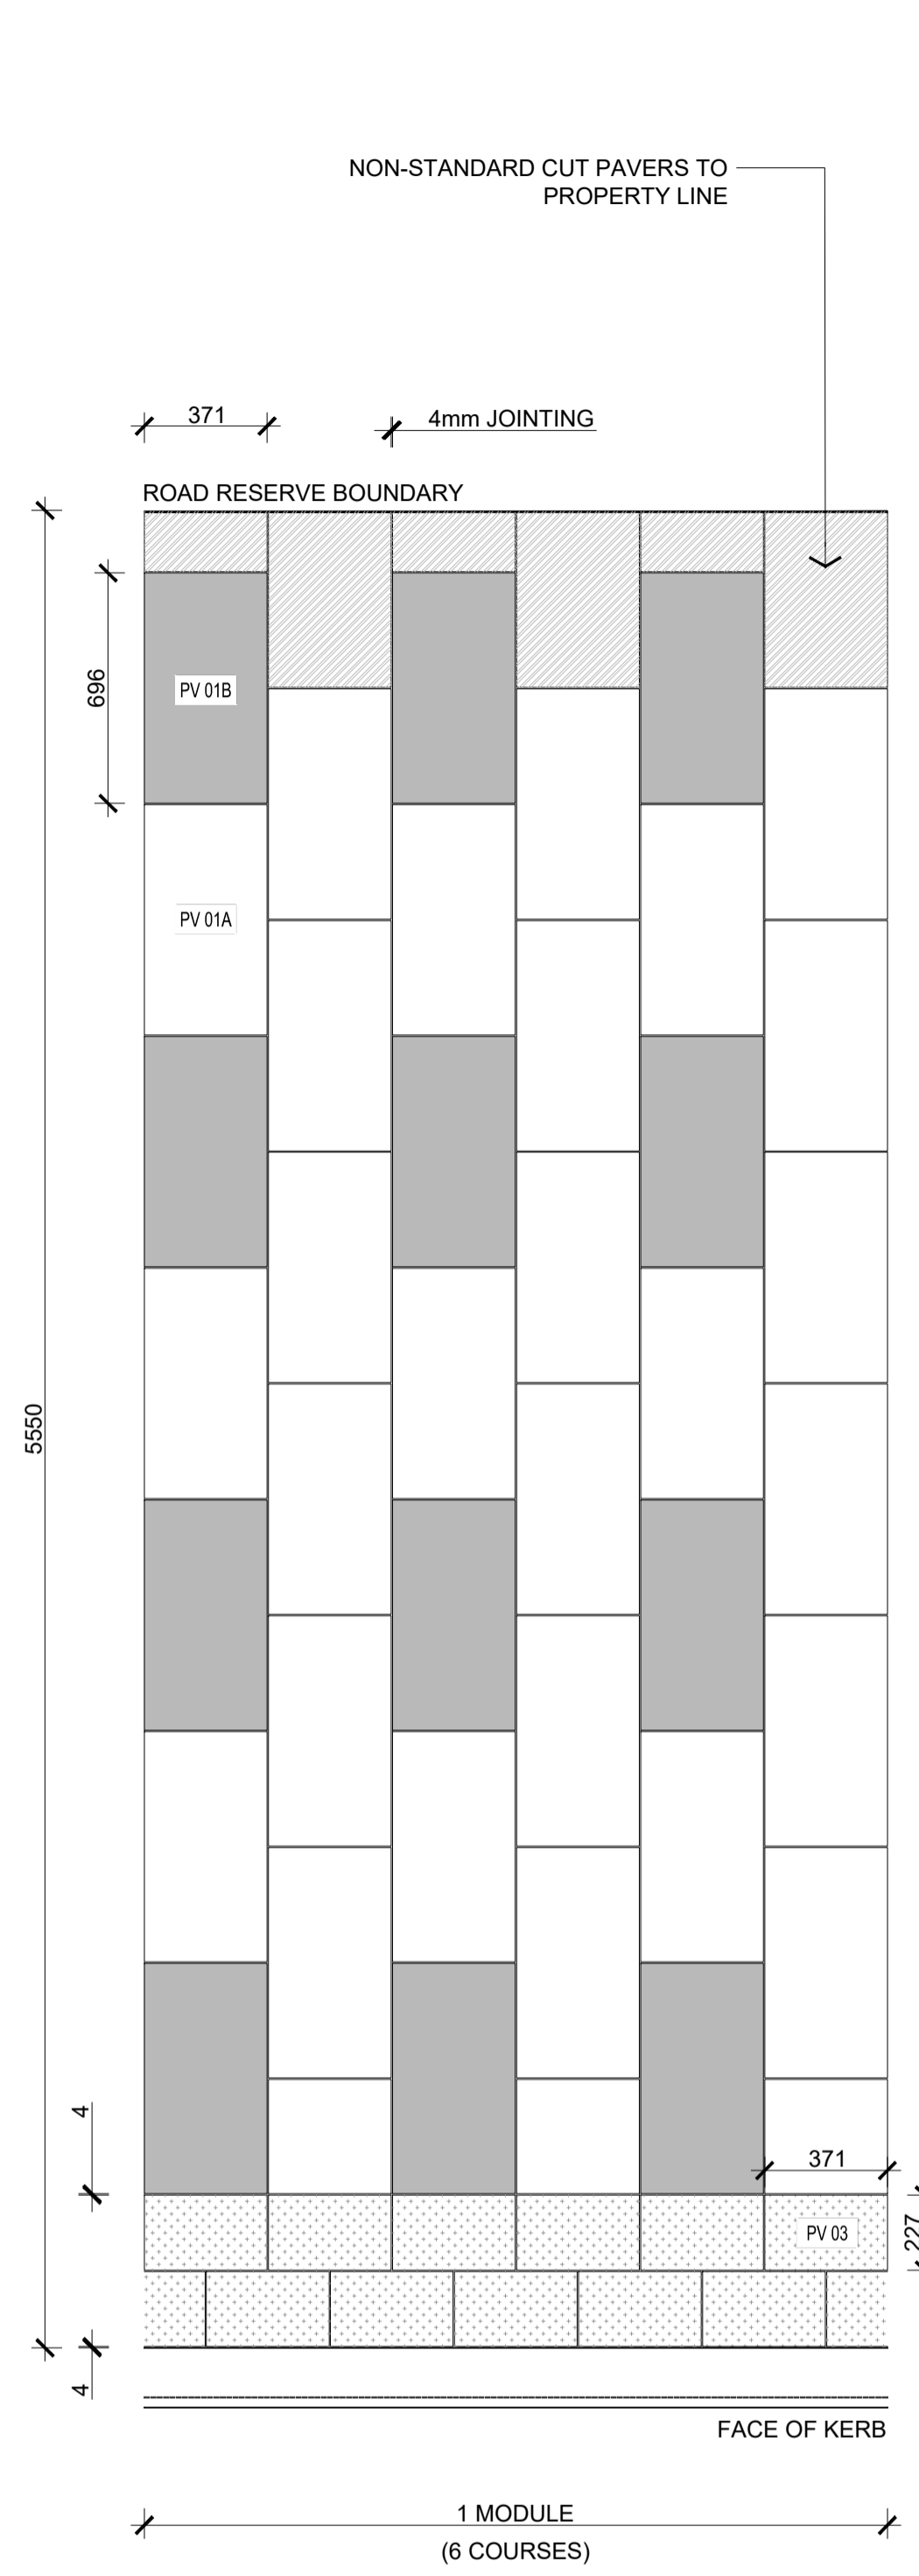 NON-STANDARD CUT PAVERS TO
PROPERTY LINE
371
4mm JOINTING
ROAD RESERVE BOUNDARY
696
PV 01B
PV 01A
5550
4
371
PV 03
227
4
FACE OF KERB
1 MODULE
(6 COURSES)